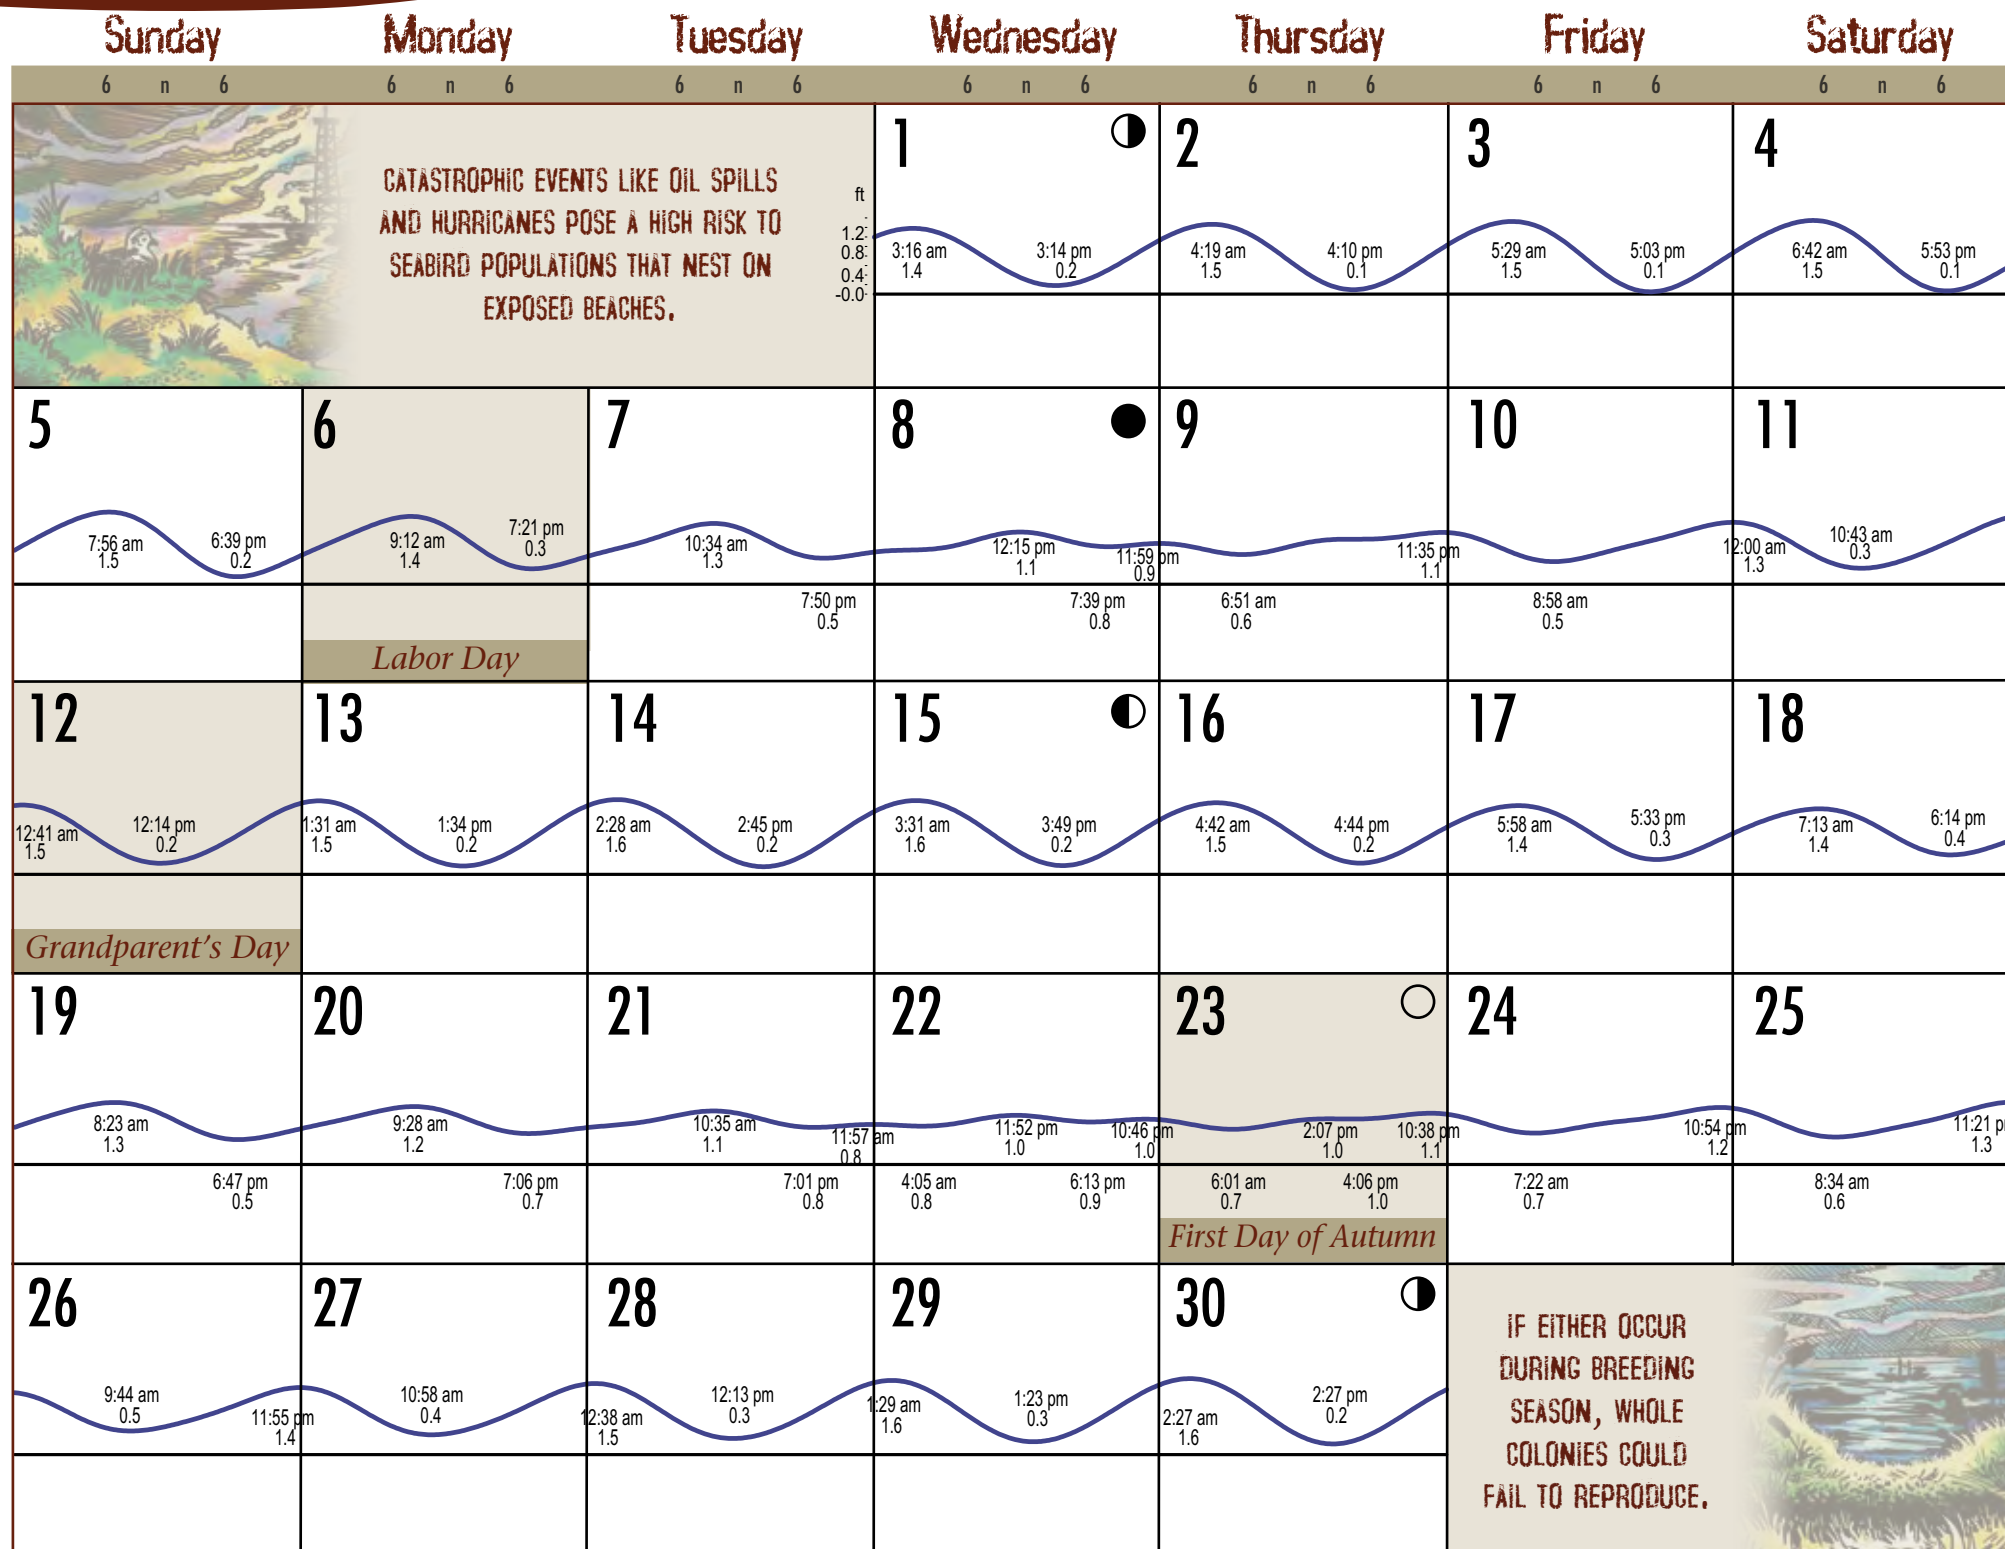 Sunday Monday Tuesday Wednesday Thursday Friday Saturday
6 n 6 6 n 6 6 n 6 6 n 6 6 n 6 6 n 6 6 n 6
CATASTROPHIC EVENTS LIKE OIL SPILLS
AND HURRICANES POSE A HIGH RISK TO
SEABIRD POPULATIONS THAT NEST ON
EXPOSED BEACHES.
ft
1.2
0.8
0.4
-0.0
1
3:16 am 3:14 pm
1.4 0.2
2
4:19 am 4:10 pm
1.5 0.1
3
5:29 am 5:03 pm
1.5 0.1
4
6:42 am 5:53 pm
1.5 0.1
5
7:56 am 6:39 pm
1.5 0.2
6
9:12 am 7:21 pm
1.4 0.3
Labor Day
7
10:34 am
1.3
7:50 pm
0.5
8
12:15 pm 11:59 pm
1.1 0.9
7:39 pm
0.8
9
11:35 pm
1.1
6:51 am
0.6
10
8:58 am
0.5
11
12:00 am 10:43 am
1.3 0.3
12
12:41 am 12:14 pm
1.5 0.2
Grandparent's Day
13
1:31 am 1:34 pm
1.5 0.2
14
2:28 am 2:45 pm
1.6 0.2
15
3:31 am 3:49 pm
1.6 0.2
16
4:42 am 4:44 pm
1.5 0.2
17
5:58 am 5:33 pm
1.4 0.3
18
7:13 am 6:14 pm
1.4 0.4
19
8:23 am
1.3
6:47 pm
0.5
20
9:28 am
1.2
7:06 pm
0.7
21
10:35 am 11:57 am
1.1 0.8
7:01 pm
0.8
22
11:52 pm 10:46 pm
1.0 1.0
4:05 am 6:13 pm
0.8 0.9
23
2:07 pm 10:38 pm
1.0 1.1
6:01 am 4:06 pm
0.7 1.0
First Day of Autumn
24
10:54 pm
1.2
7:22 am
0.7
25
11:21 p
1.3
8:34 am
0.6
26
9:44 am 11:55 pm
0.5 1.4
27
10:58 am
0.4
28
12:38 am 12:13 pm
1.5 0.3
29
1:29 am 1:23 pm
1.6 0.3
30
2:27 am 2:27 pm
1.6 0.2
IF EITHER OCCUR
DURING BREEDING
SEASON, WHOLE
COLONIES COULD
FAIL TO REPRODUCE.